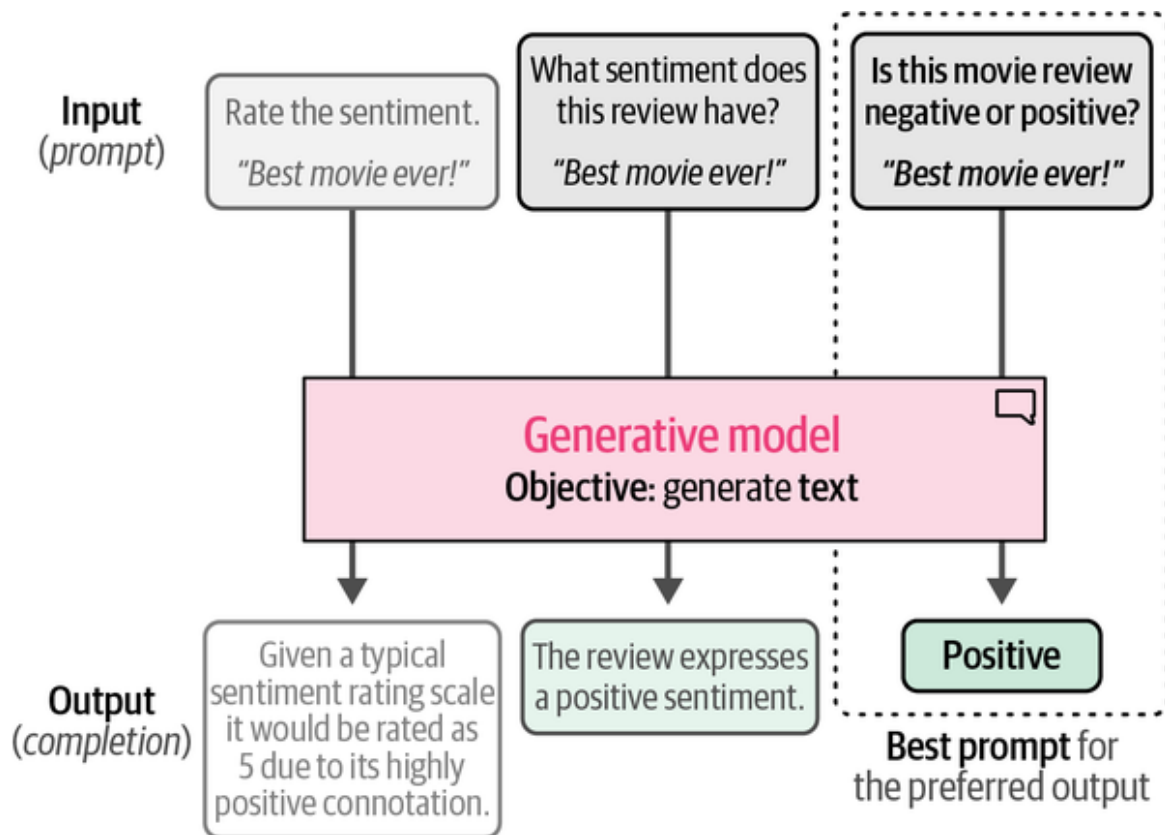 Input
(prompt)
Rate the sentiment.
“Best movie ever!”
What sentiment does
this review have?
“Best movie ever!”
Is this movie review
negative or positive?
“Best movie ever!”
Generative model
Objective: generate text
Output
(completion)
Given a typical
sentiment rating scale
it would be rated as
5 due to its highly
positive connotation.
The review expresses
a positive sentiment.
Positive
Best prompt for
the preferred output